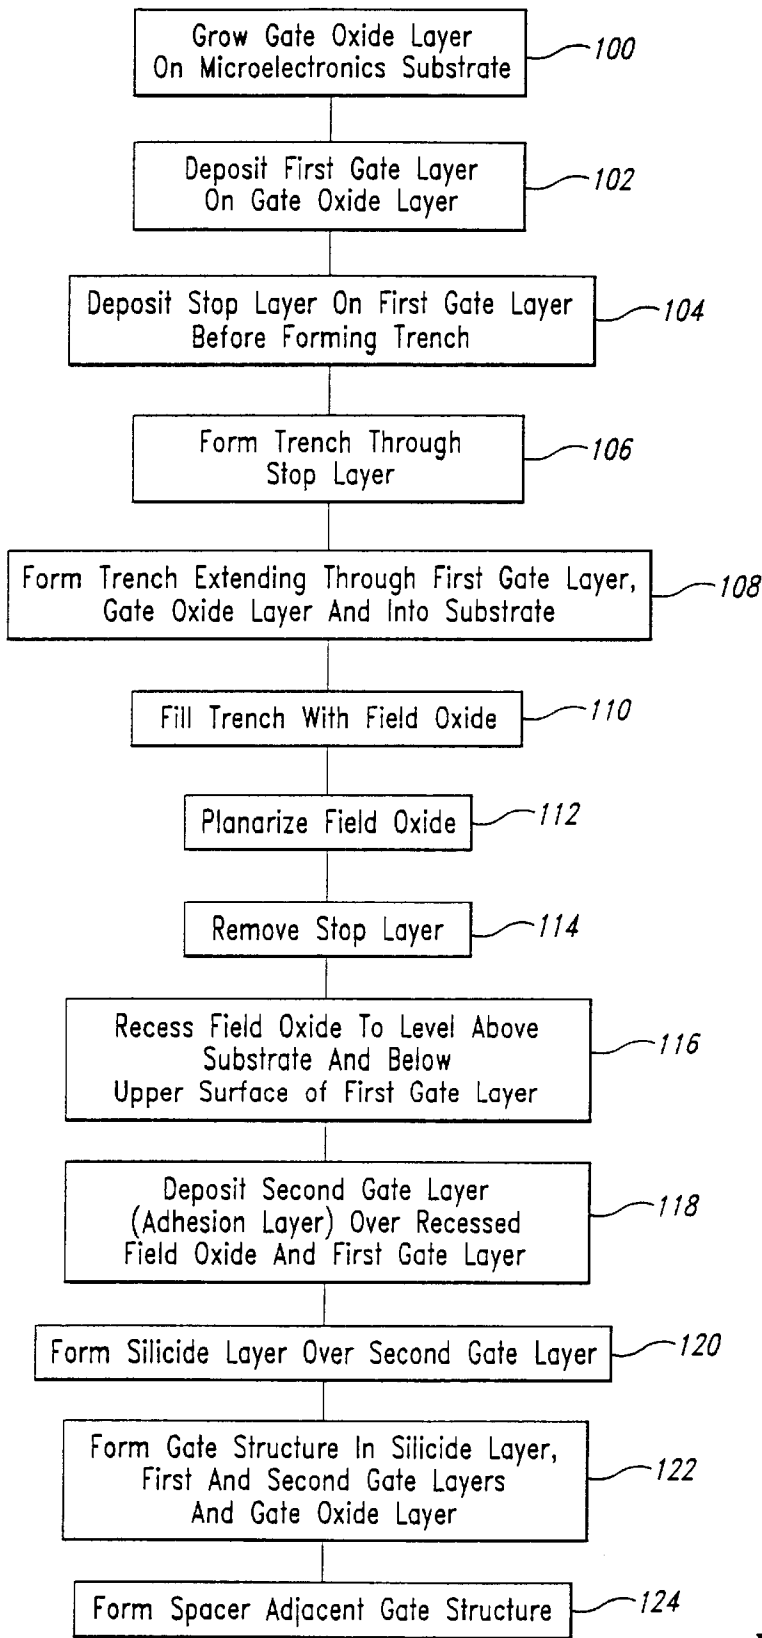 Grow Gate Oxide Layer
On Microelectronics Substrate
100
Deposit First Gate Layer
On Gate Oxide Layer
102
Deposit Stop Layer On First Gate Layer
Before Forming Trench
104
Form Trench Through
Stop Layer
106
Form Trench Extending Through First Gate Layer,
Gate Oxide Layer And Into Substrate
108
Fill Trench With Field Oxide
110
Planarize Field Oxide
112
Remove Stop Layer
114
Recess Field Oxide To Level Above
Substrate And Below
Upper Surface of First Gate Layer
116
Deposit Second Gate Layer
(Adhesion Layer) Over Recessed
Field Oxide And First Gate Layer
118
Form Silicide Layer Over Second Gate Layer
120
Form Gate Structure In Silicide Layer,
First And Second Gate Layers
And Gate Oxide Layer
122
Form Spacer Adjacent Gate Structure
124